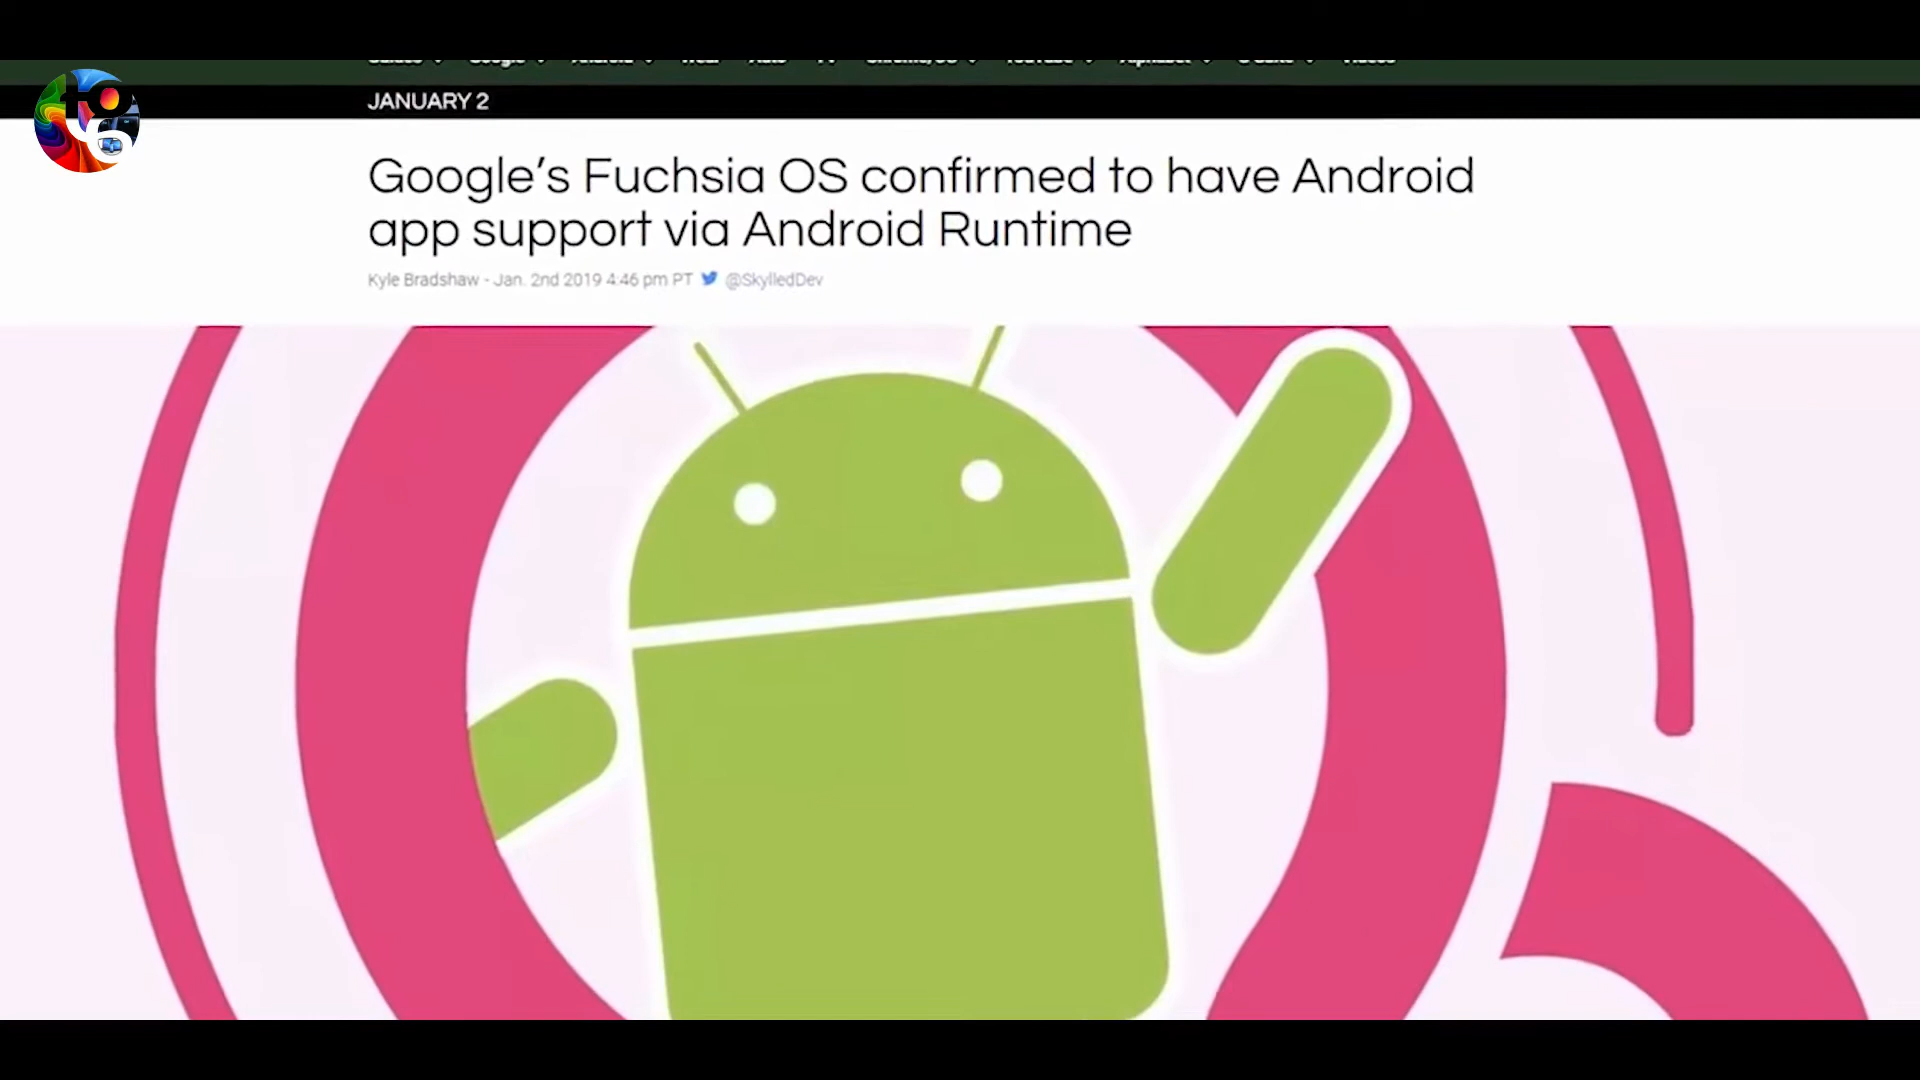 JANUARY 2
Google's Fuchsia OS confirmed to have Android
app support via Android Runtime
Kyle Bradshaw - Jan. 2nd 2019 4:46 pm PT @SkylledDev